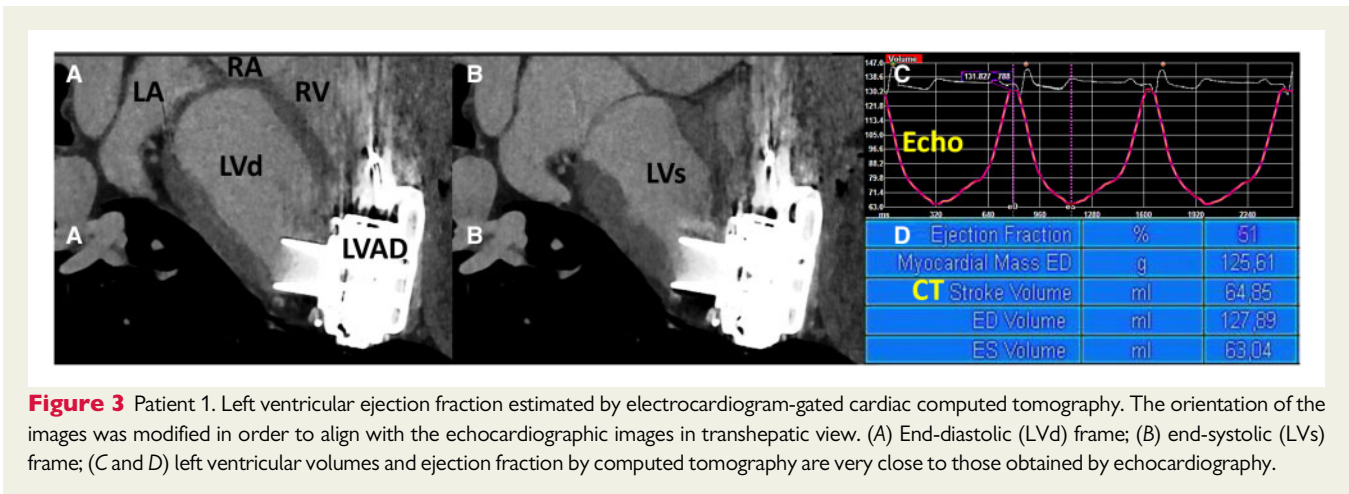 A
LA
RA
RV
LVd
A
LVAD
B
LVs
B
Volume
C
147.0
138.6
130.2
121.8
113.4
105.0
96.6
88.2
79.8
71.4
63.0
131.827 788
Echo
ms 320 640 960 1280 1600 1920 2240
D Ejection Fraction % 51
Myocardial Mass ED g 125,61
CT Stroke Volume ml 64,85
ED Volume ml 127,89
ES Volume ml 63,04
Figure 3 Patient 1. Left ventricular ejection fraction estimated by electrocardiogram-gated cardiac computed tomography. The orientation of the
images was modified in order to align with the echocardiographic images in transhepatic view. (A) End-diastolic (LVd) frame; (B) end-systolic (LVs)
frame; (C and D) left ventricular volumes and ejection fraction by computed tomography are very close to those obtained by echocardiography.